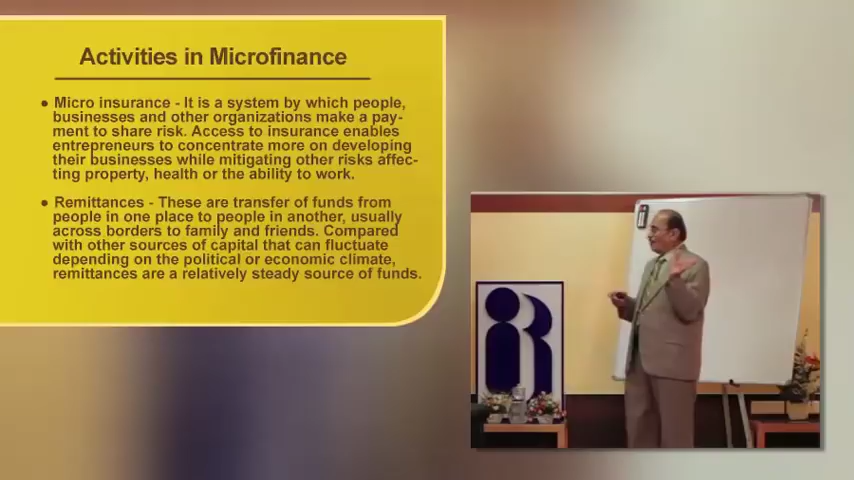 Activities in Microfinance
● Micro insurance - It is a system by which people,
businesses and other organizations make a pay-
ment to share risk. Access to insurance enables
entrepreneurs to concentrate more on developing
their businesses while mitigating other risks affec-
ting property, health or the ability to work.
● Remittances - These are transfer of funds from
people in one place to people in another, usually
across borders to family and friends. Compared
with other sources of capital that can fluctuate
depending on the political or economic climate,
remittances are a relatively steady source of funds.